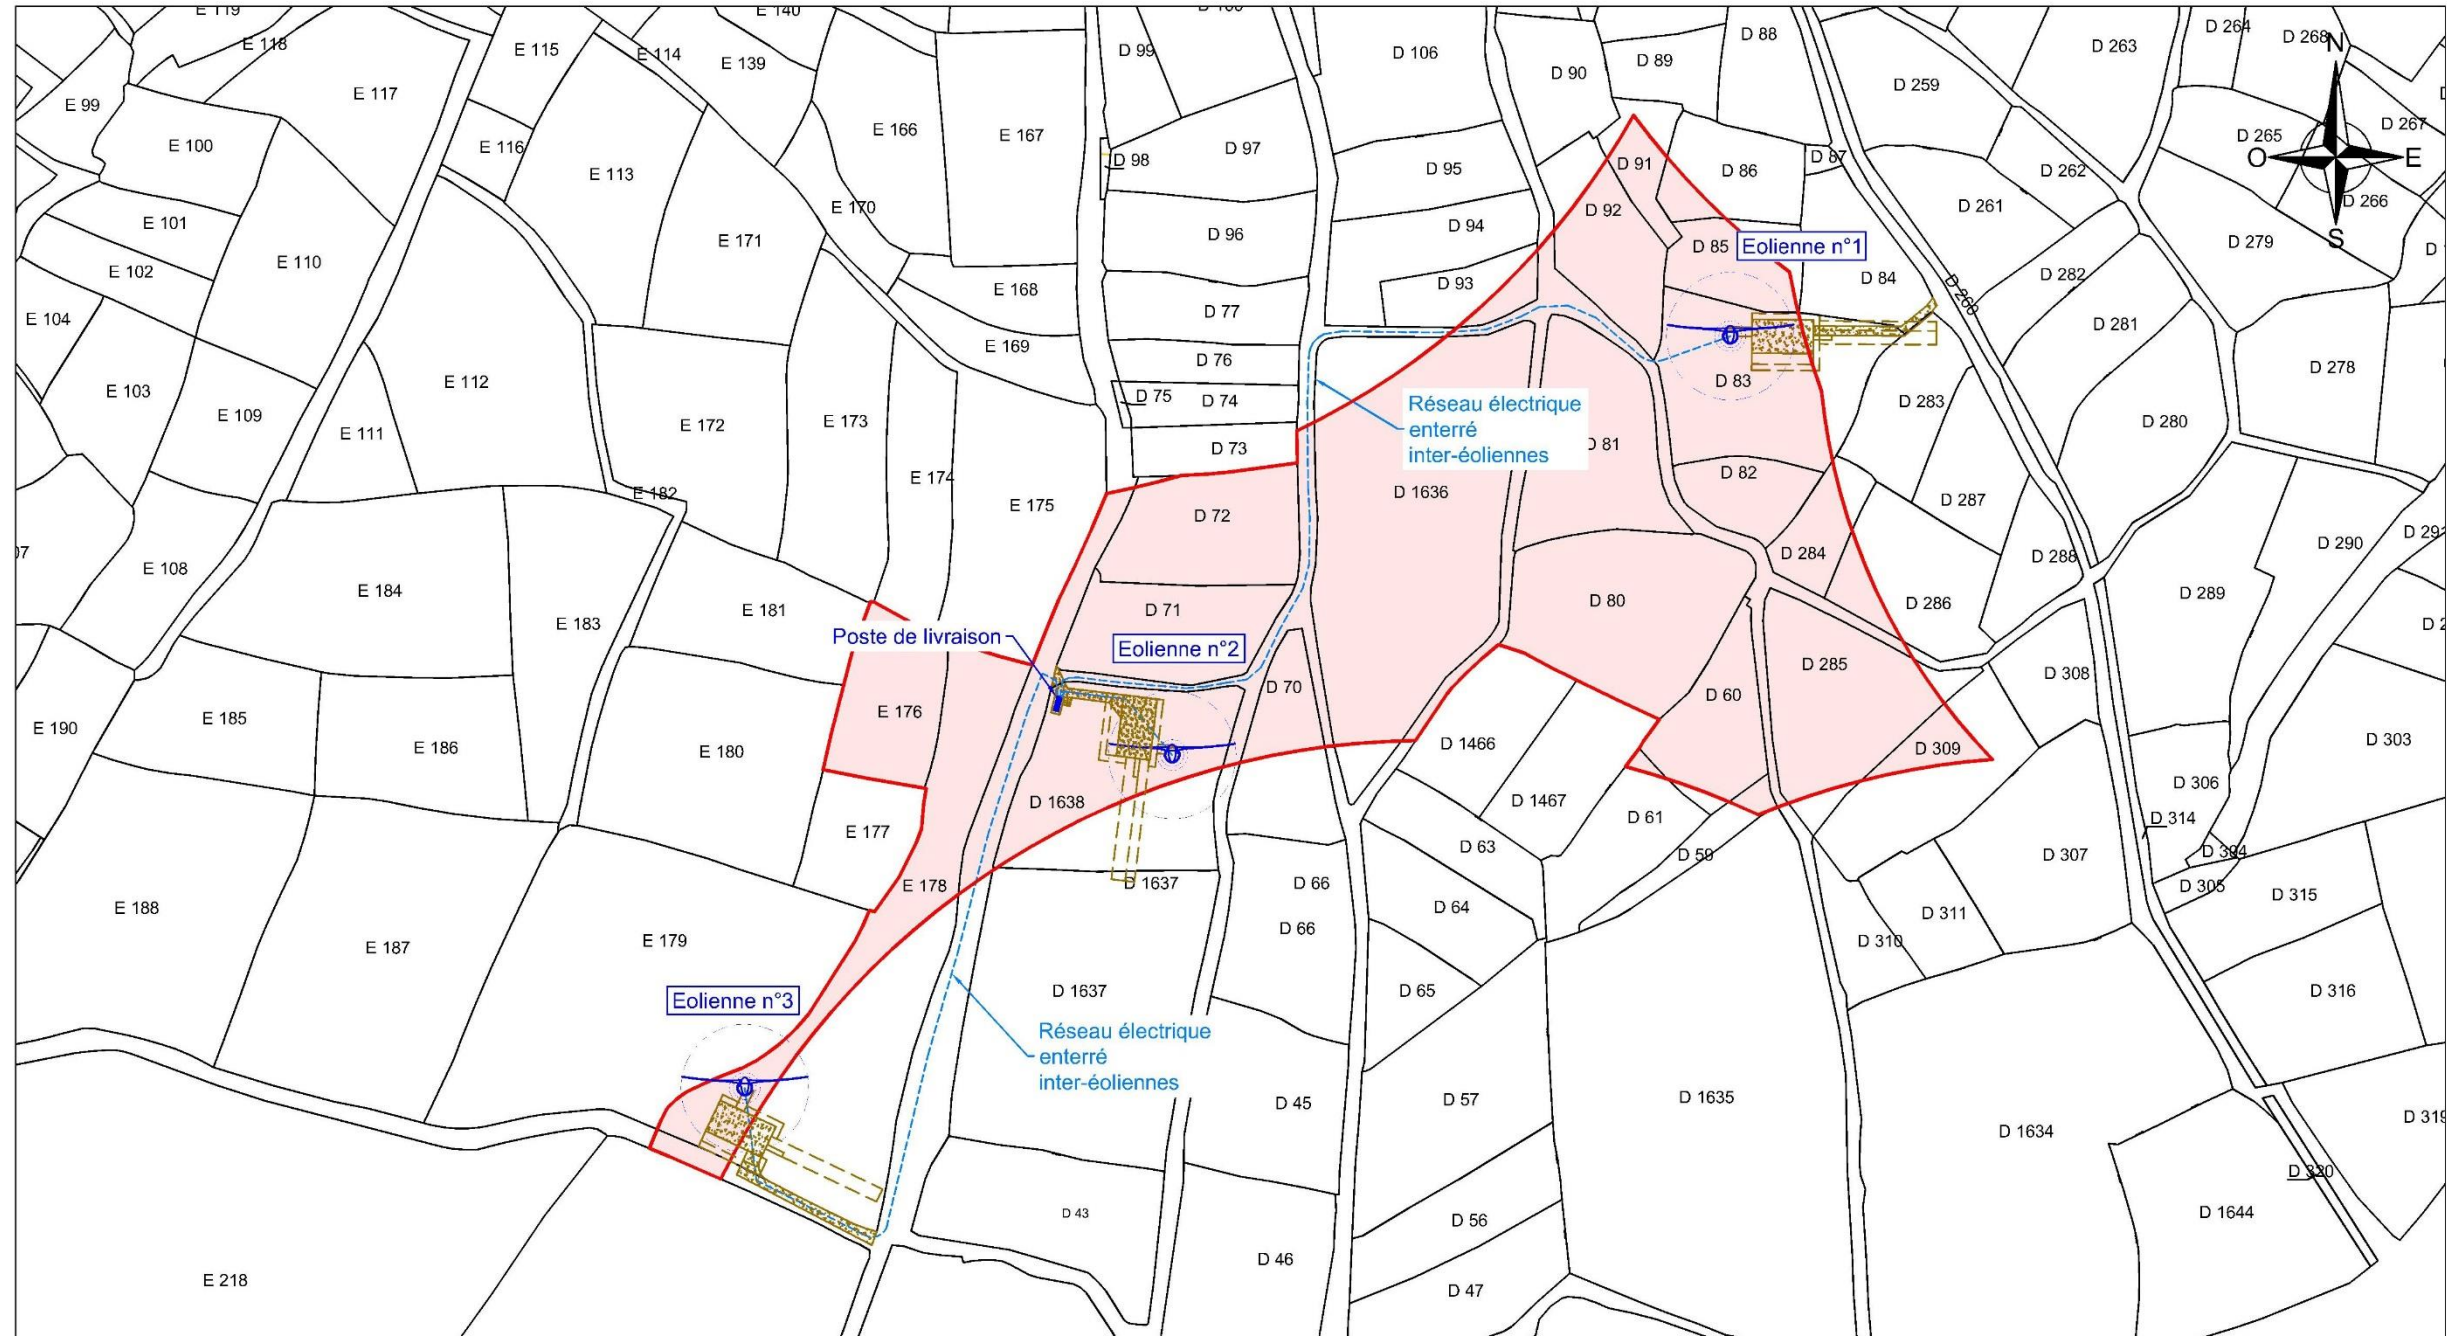 E 119
E 118
E 117
E 115
E 114
E 140
E 139
D 99
D 106
D 90
D 89
D 88
D 263
D 264
D 268
N
E 99
E 100
E 116
E 113
E 166
E 167
D 98
D 97
D 95
D 91
D 86
D 87
D 259
D 262
D 265
D 267
O
E
E 101
E 102
E 110
E 171
E 170
D 96
D 94
D 92
D 85
Eolienne n°1
D 261
D 266
S
D 279
E 104
E 168
D 77
D 93
D 84
D 260
D 282
D 281
E 103
E 109
E 111
E 112
E 172
E 173
E 169
D 76
D 75
D 74
D 73
Réseau électrique
enterré
inter-éoliennes
D 83
D 81
D 283
D 280
D 278
E 174
E 175
E 182
D 72
D 1636
D 82
D 287
D 284
D 288
D 290
E 108
E 184
E 183
E 181
D 71
D 80
D 286
D 289
Poste de livraison
Eolienne n°2
D 70
D 60
D 285
D 308
E 190
E 185
E 186
E 180
E 176
D 1466
D 309
D 303
E 177
D 1638
D 1467
D 61
D 306
D 314
E 188
E 187
E 179
E 178
D 1637
D 66
D 63
D 59
D 307
D 304
D 305
D 315
D 66
D 64
D 311
D 310
Eolienne n°3
D 1637
D 65
D 316
Réseau électrique
enterré
inter-éoliennes
D 45
D 57
D 1635
D 1634
D 319
D 320
D 43
D 56
D 1644
E 218
D 46
D 47